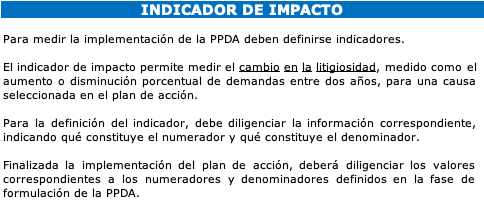 INDICADOR DE IMPACTO
Para medir la implementación de la PPDA deben definirse indicadores.
El indicador de impacto permite medir el cambio en la litigiosidad, medido como el
aumento o disminución porcentual de demandas entre dos años, para una causa
seleccionada en el plan de acción.
Para la definición del indicador, debe diligenciar la información correspondiente,
indicando qué constituye el numerador y qué constituye el denominador.
Finalizada la implementación del plan de acción, deberá diligenciar los valores
correspondientes a los numeradores y denominadores definidos en la fase de
formulación de la PPDA.